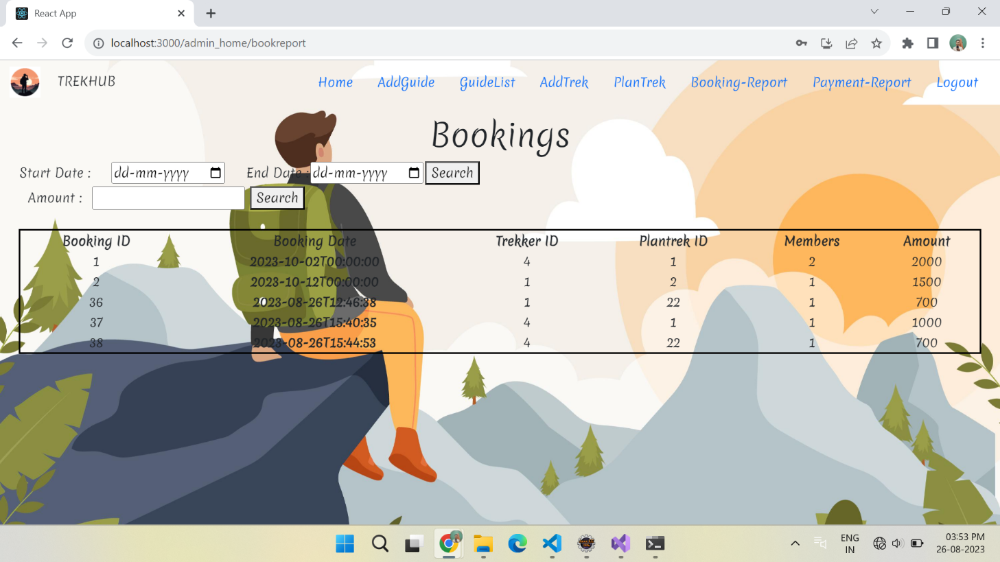 React App
localhost:3000/admin_home/bookreport
TREKHUB Home AddGuide GuideList AddTrek PlanTrek Booking-Report Payment-Report Logout
Bookings
Start Date : dd-mm-yyyy End Date : dd-mm-yyyy Search
Amount : Search
Booking ID Booking Date Trekker ID Plantrek ID Members Amount
1 2023-10-02T00:00:00 4 1 2 2000
2 2023-10-12T00:00:00 1 2 1 1500
36 2023-08-26T12:46:38 1 22 1 700
37 2023-08-26T15:40:35 4 1 1 1000
38 2023-08-26T15:44:53 4 22 1 700
ENG 03:53 PM
IN 26-08-2023